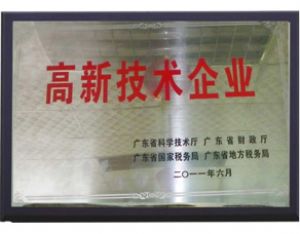 高新技术企业
广东省科学技术厅 广东省财政厅
广东省国家税务局 广东省地方税务局
二〇一一年六月